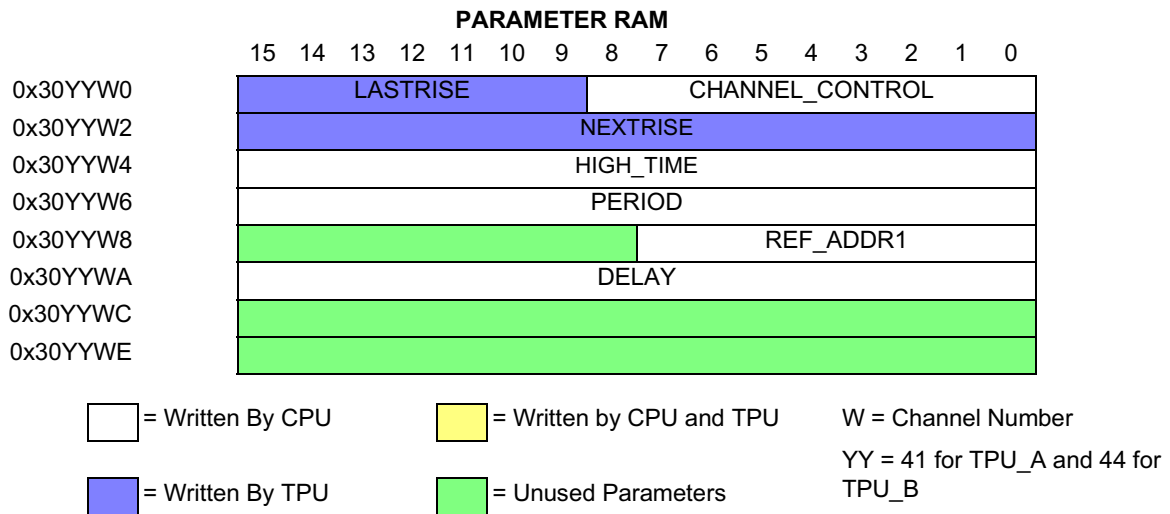 PARAMETER RAM
15 14 13 12 11 10 9 8 7 6 5 4 3 2 1 0
0x30YYW0 LASTRISE CHANNEL_CONTROL
0x30YYW2 NEXTRISE
0x30YYW4 HIGH_TIME
0x30YYW6 PERIOD
0x30YYW8 REF_ADDR1
0x30YYWA DELAY
0x30YYWC
0x30YYWE
= Written By CPU = Written by CPU and TPU W = Channel Number
YY = 41 for TPU_A and 44 for
= Written By TPU = Unused Parameters TPU_B